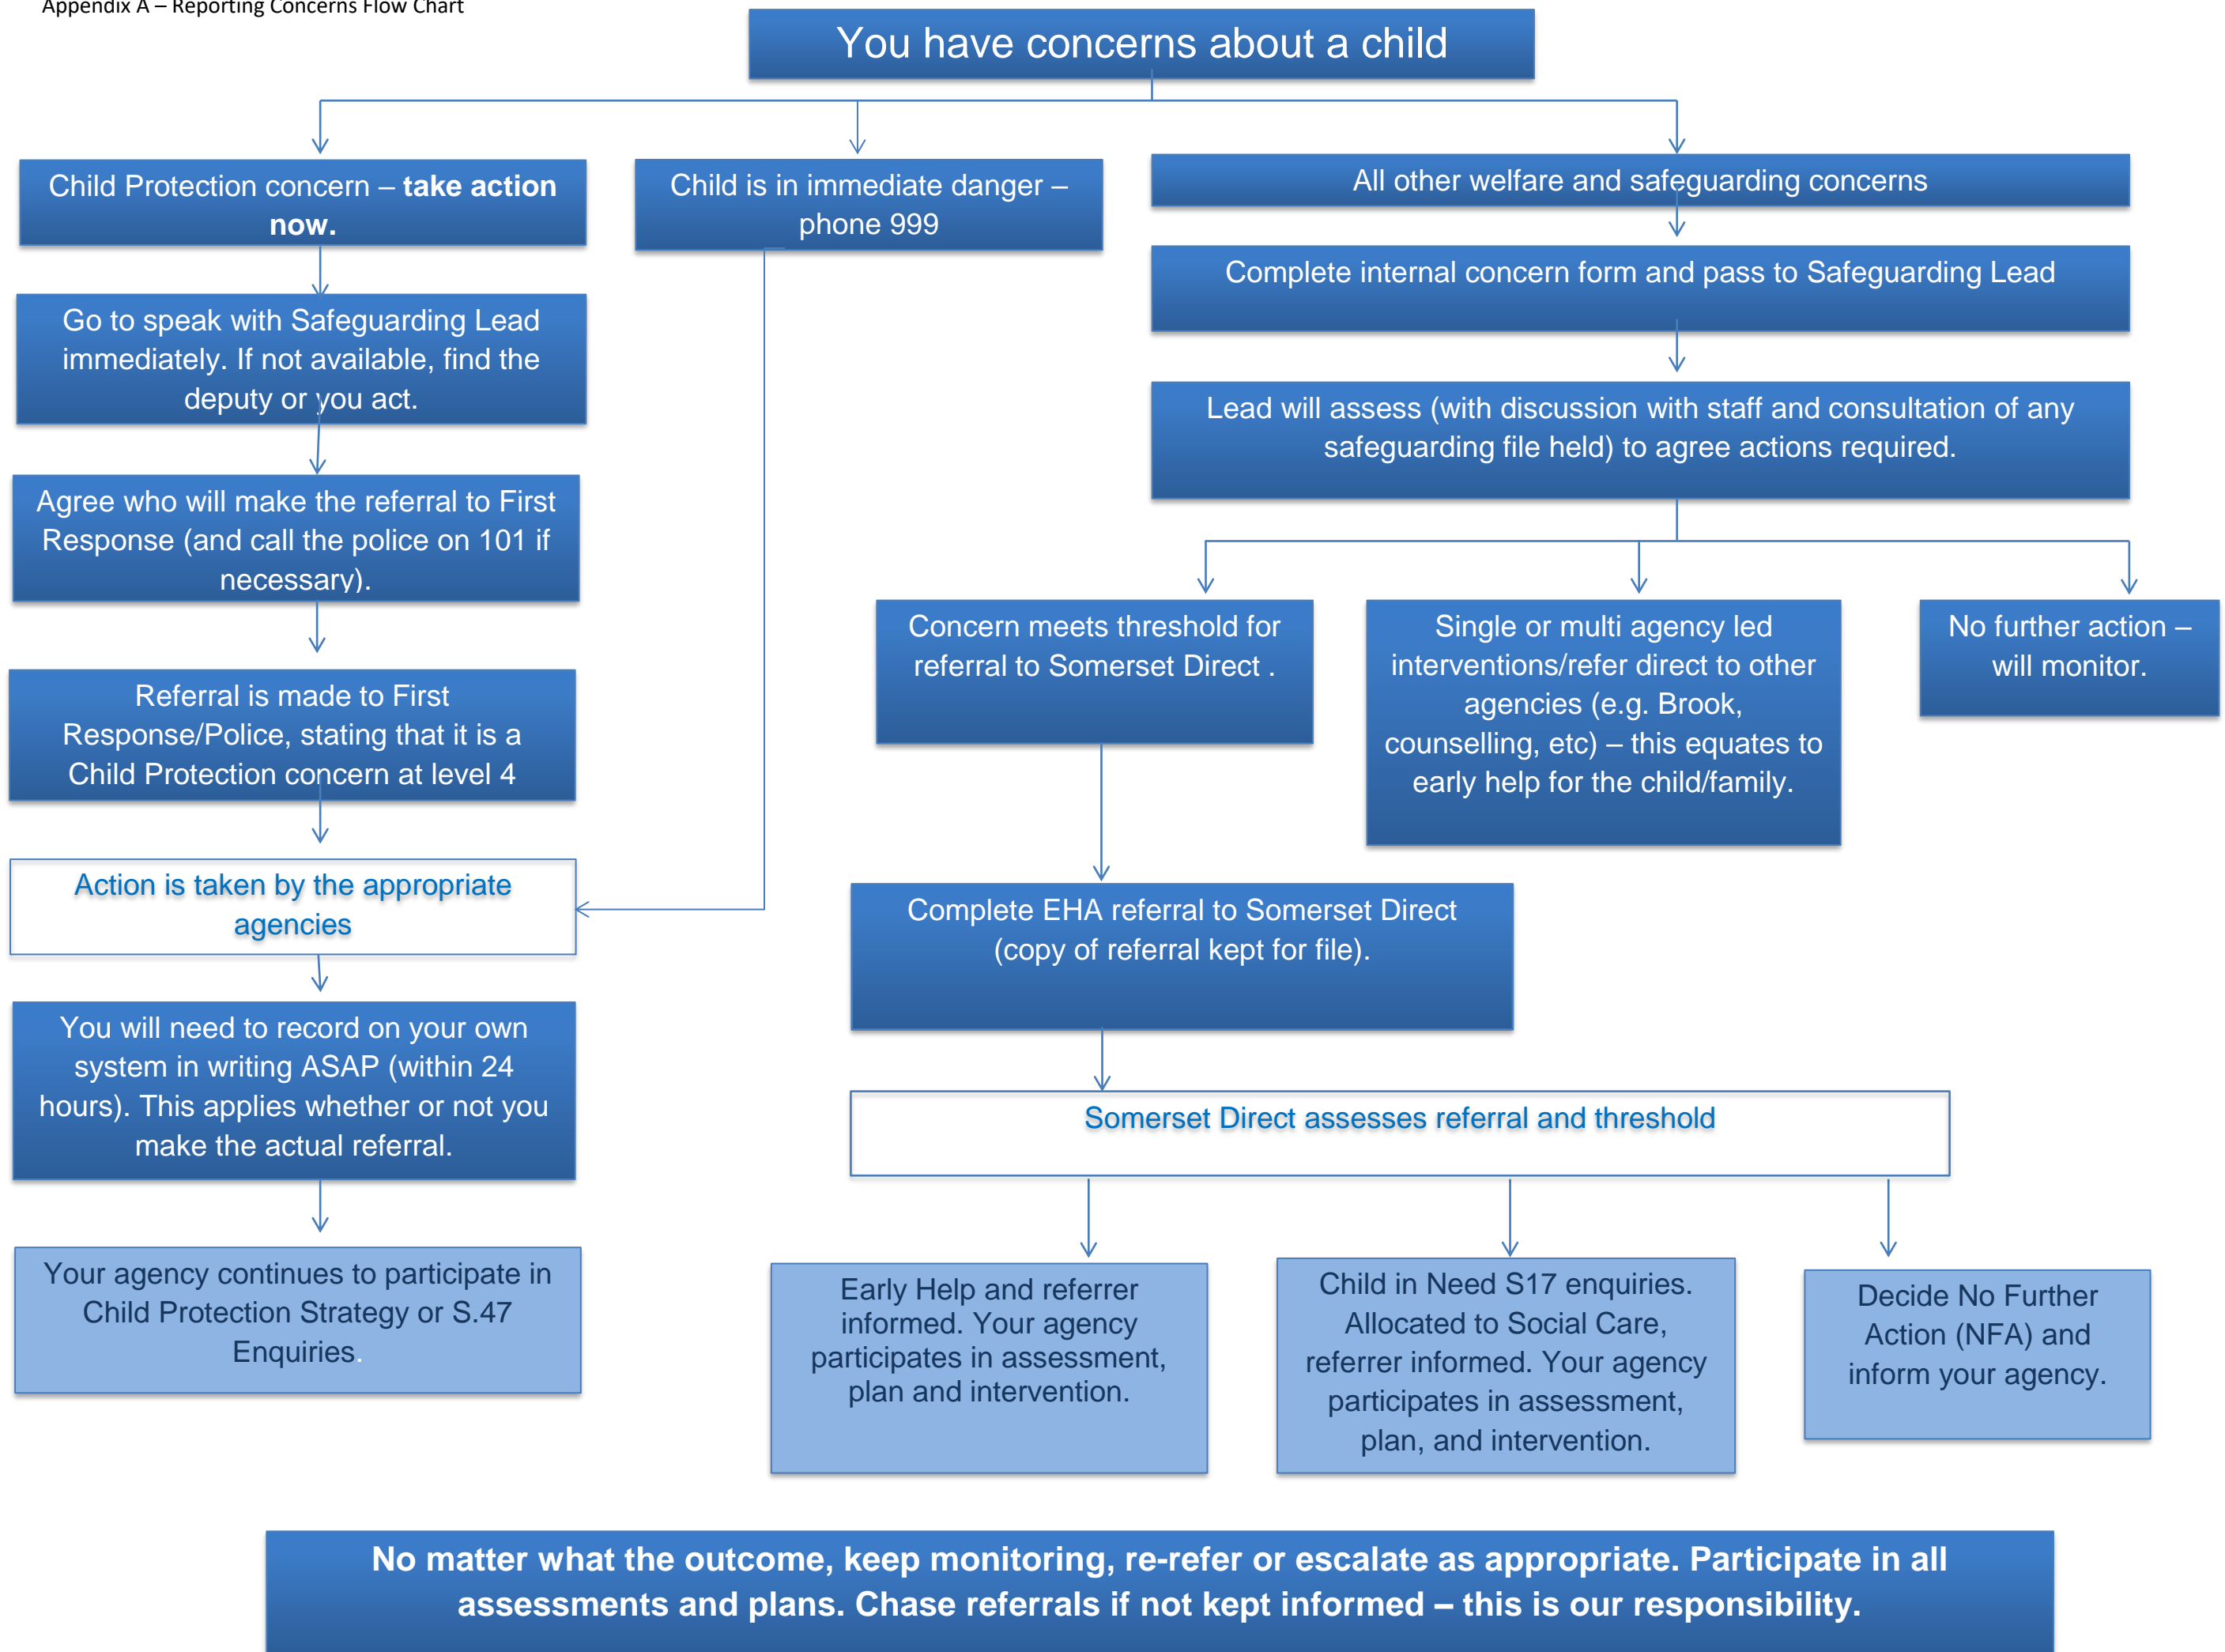 Appendix A – Reporting Concerns Flow Chart
You have concerns about a child
Child Protection concern – take action
now.
Child is in immediate danger –
phone 999
All other welfare and safeguarding concerns
Go to speak with Safeguarding Lead
immediately. If not available, find the
deputy or you act.
Agree who will make the referral to First
Response (and call the police on 101 if
necessary).
Referral is made to First
Response/Police, stating that it is a
Child Protection concern at level 4
Action is taken by the appropriate
agencies
You will need to record on your own
system in writing ASAP (within 24
hours). This applies whether or not you
make the actual referral.
Your agency continues to participate in
Child Protection Strategy or S.47
Enquiries.
Complete internal concern form and pass to Safeguarding Lead
Lead will assess (with discussion with staff and consultation of any
safeguarding file held) to agree actions required.
Concern meets threshold for
referral to Somerset Direct .
Single or multi agency led
interventions/refer direct to other
agencies (e.g. Brook,
counselling, etc) – this equates to
early help for the child/family.
No further action –
will monitor.
Complete EHA referral to Somerset Direct
(copy of referral kept for file).
Somerset Direct assesses referral and threshold
Early Help and referrer
informed. Your agency
participates in assessment,
plan and intervention.
Child in Need S17 enquiries.
Allocated to Social Care,
referrer informed. Your agency
participates in assessment,
plan, and intervention.
Decide No Further
Action (NFA) and
inform your agency.
No matter what the outcome, keep monitoring, re-refer or escalate as appropriate. Participate in all
assessments and plans. Chase referrals if not kept informed – this is our responsibility.